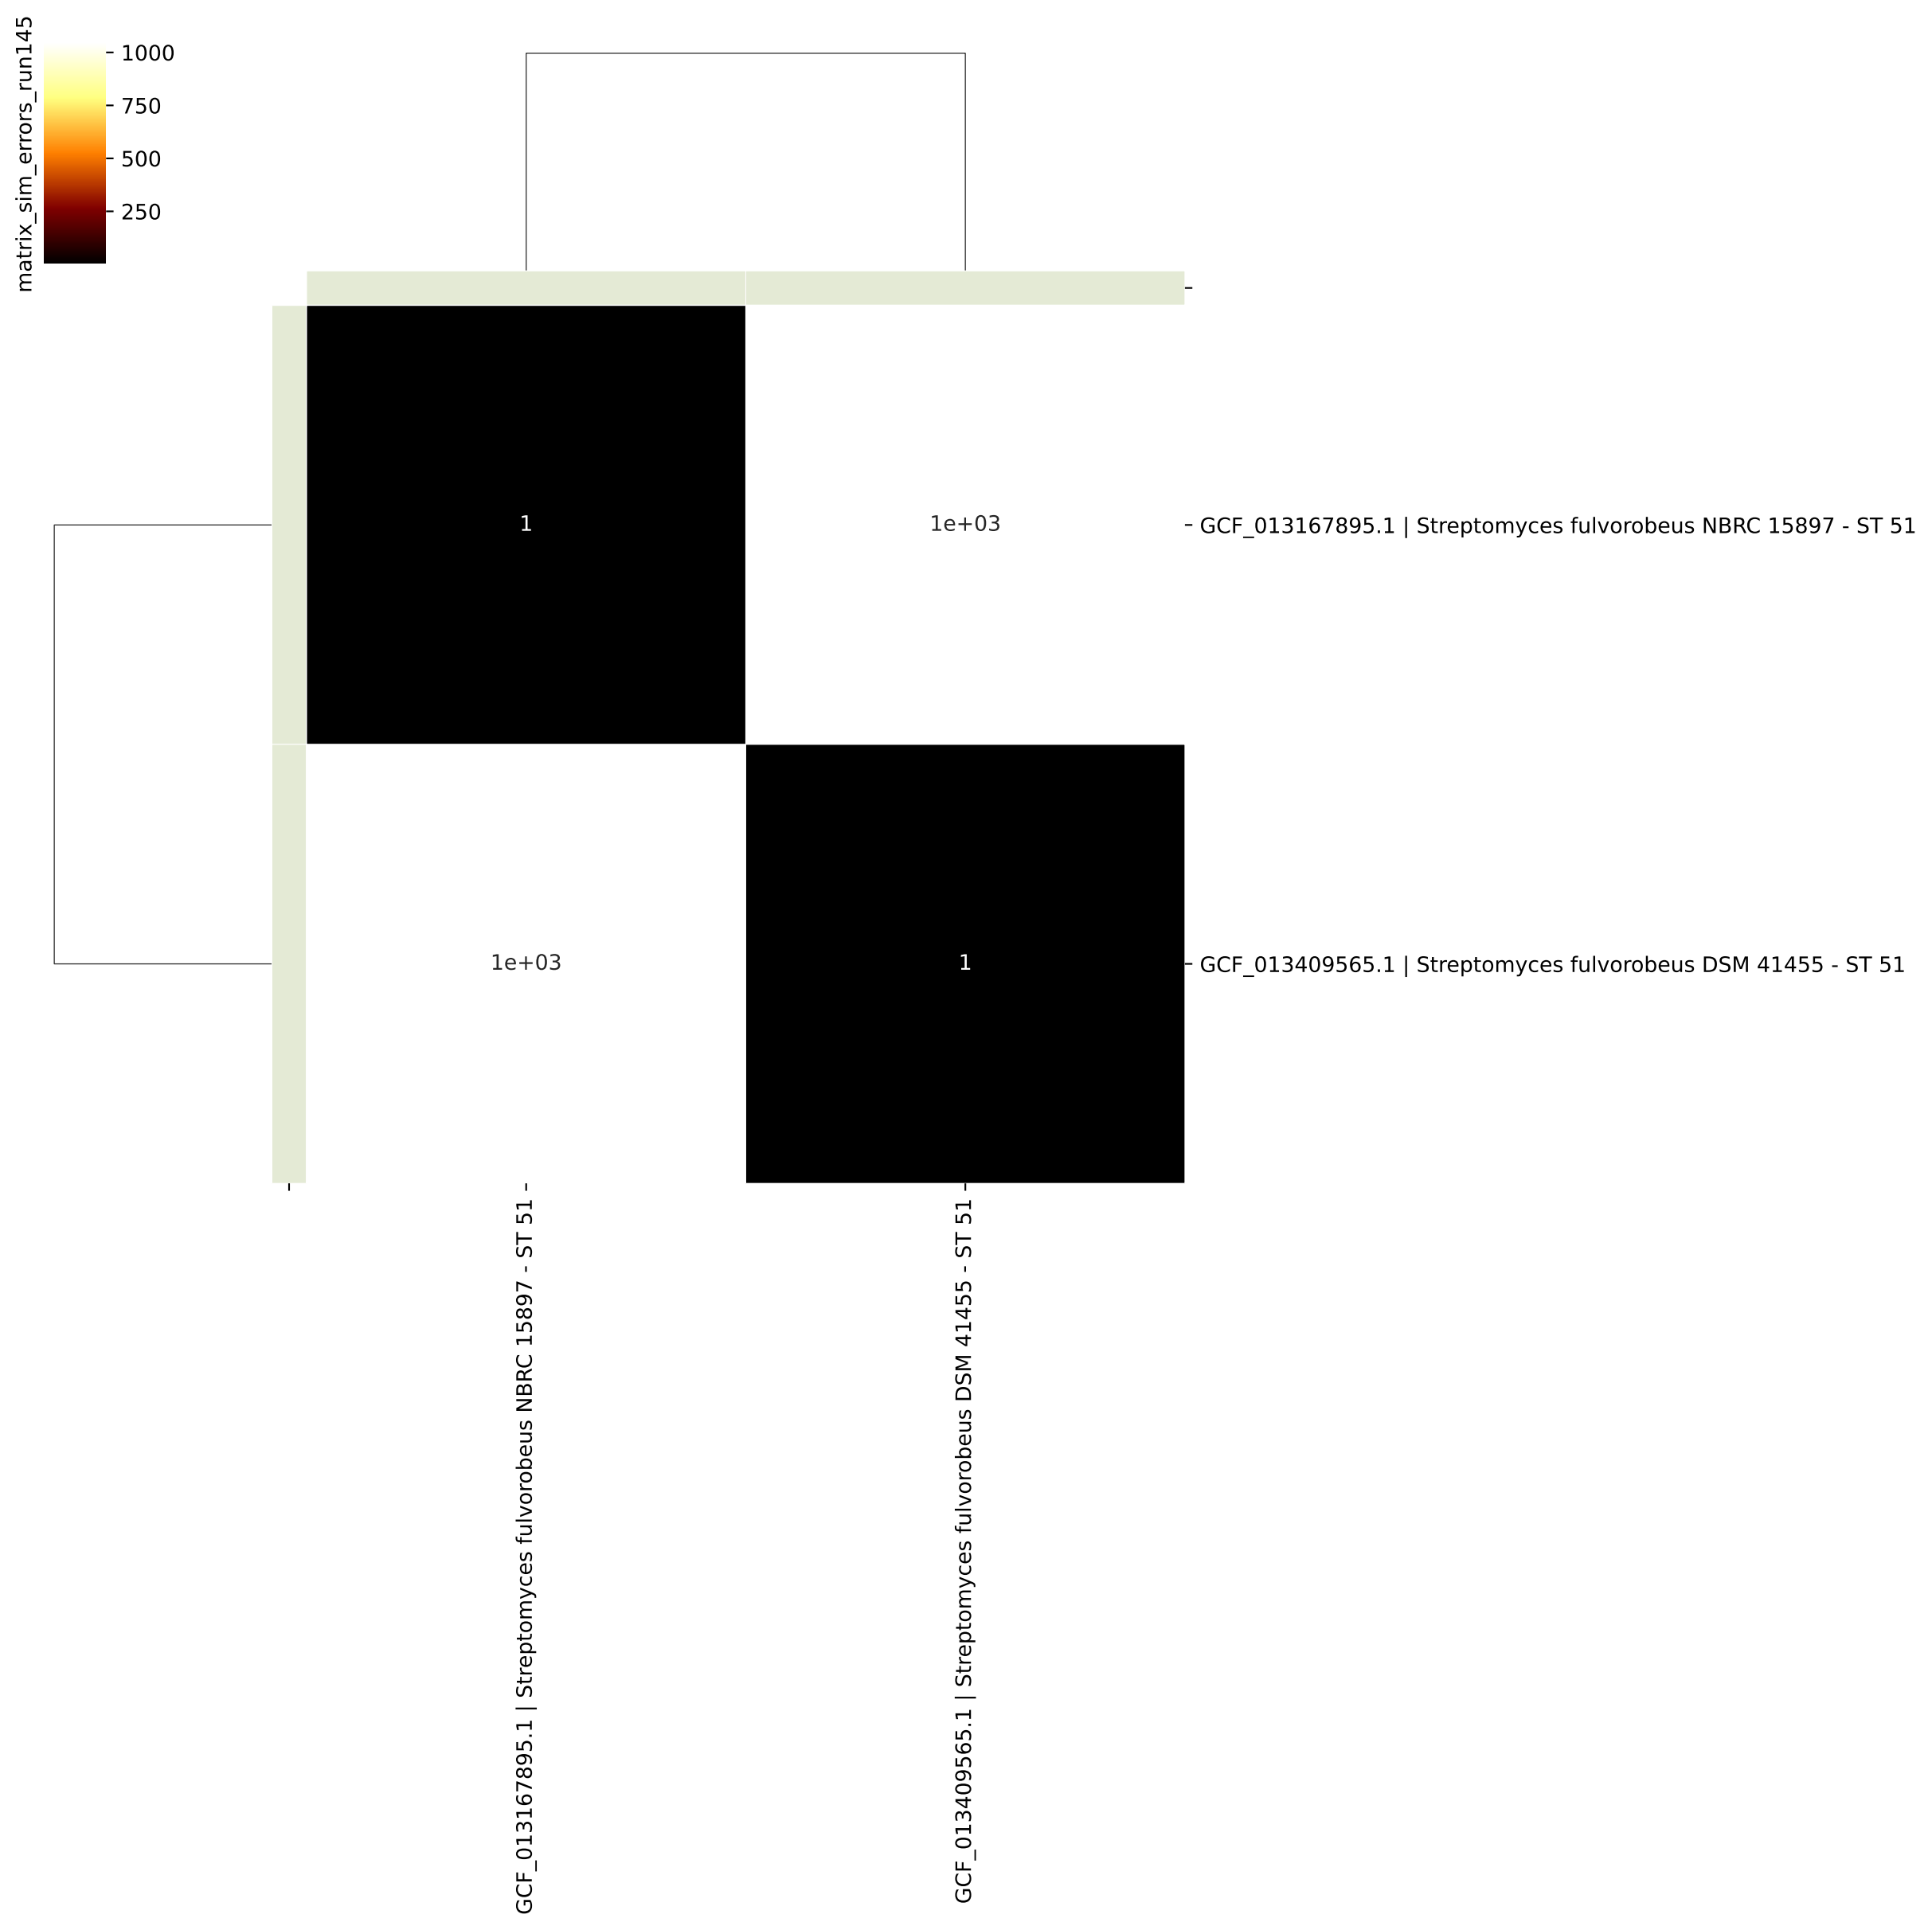 matrix_sim_errors_run145
1000
750
500
250
1
1e+03
GCF_013167895.1 | Streptomyces fulvorobeus NBRC 15897 - ST 51
1e+03
1
GCF_013409565.1 | Streptomyces fulvorobeus DSM 41455 - ST 51
GCF_013167895.1 | Streptomyces fulvorobeus NBRC 15897 - ST 51
GCF_013409565.1 | Streptomyces fulvorobeus DSM 41455 - ST 51